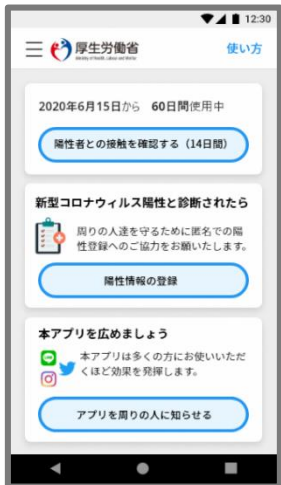 12:30
厚生労働省
Ministry of Health, Labour and Welfare
使い方
2020年6月15日から 60日間使用中
陽性者との接触を確認する（14日間）
新型コロナウィルス陽性と診断されたら
周りの人達を守るために匿名での陽
性登録へのご協力をお願いいたします。
陽性情報の登録
本アプリを広めましょう
本アプリは多くの方にお使いいただ
くほど効果を発揮します。
アプリを周りの人に知らせる